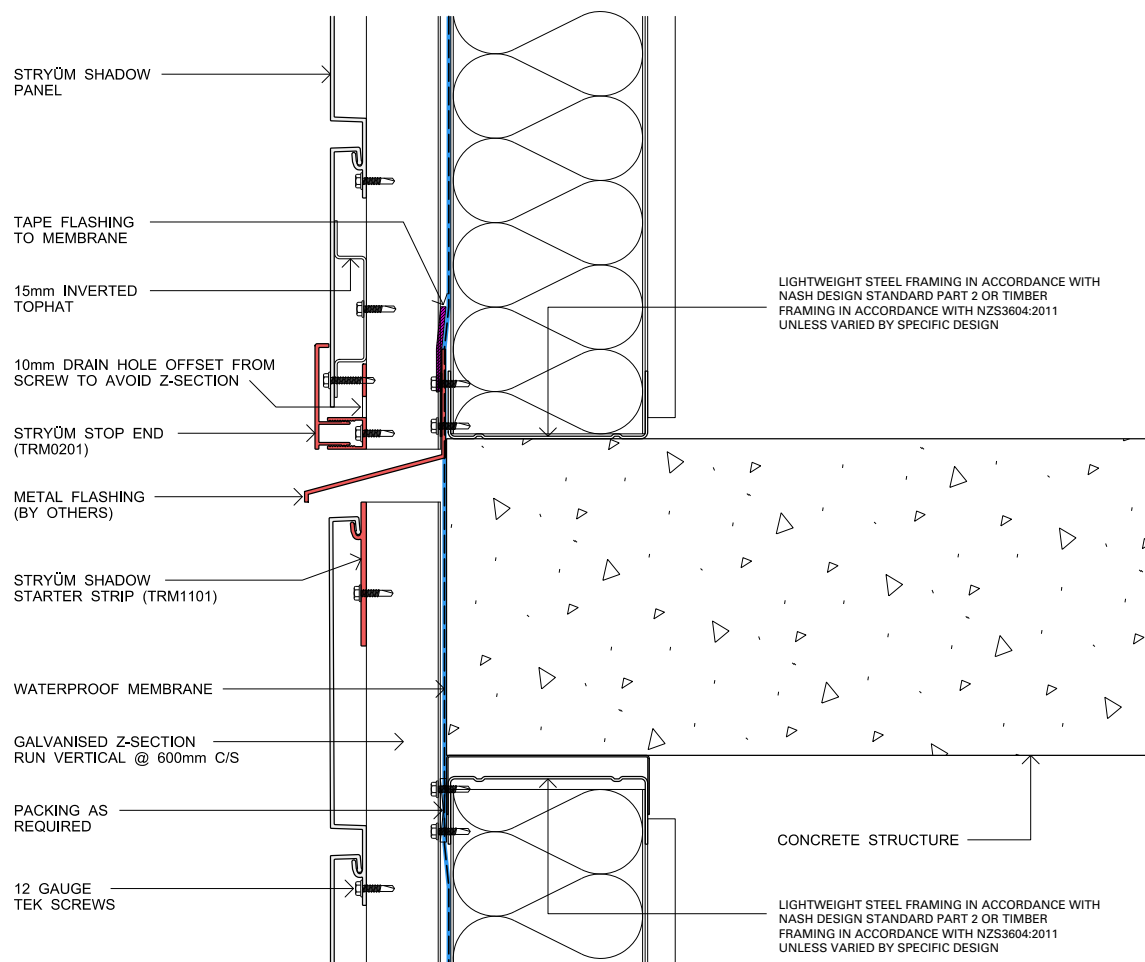 STRYÜM SHADOW
PANEL
TAPE FLASHING
TO MEMBRANE
15mm INVERTED
TOPHAT
10mm DRAIN HOLE OFFSET FROM
SCREW TO AVOID Z-SECTION
STRYÜM STOP END
(TRM0201)
METAL FLASHING
(BY OTHERS)
STRYÜM SHADOW
STARTER STRIP (TRM1101)
WATERPROOF MEMBRANE
GALVANISED Z-SECTION
RUN VERTICAL @ 600mm C/S
PACKING AS
REQUIRED
12 GAUGE
TEK SCREWS
LIGHTWEIGHT STEEL FRAMING IN ACCORDANCE WITH
NASH DESIGN STANDARD PART 2 OR TIMBER
FRAMING IN ACCORDANCE WITH NZS3604:2011
UNLESS VARIED BY SPECIFIC DESIGN
CONCRETE STRUCTURE
LIGHTWEIGHT STEEL FRAMING IN ACCORDANCE WITH
NASH DESIGN STANDARD PART 2 OR TIMBER
FRAMING IN ACCORDANCE WITH NZS3604:2011
UNLESS VARIED BY SPECIFIC DESIGN